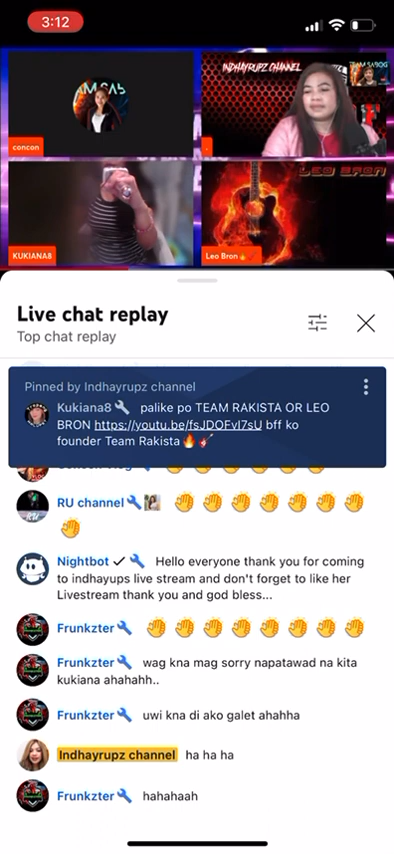 3:12
INDHAYRUPZ CHANNEL
concon
LEO BRON
KUKIANA8
Leo Bron🔥
Live chat replay
Top chat replay
Pinned by Indhayrupz channel
Kukiana8🔧 palike po TEAM RAKISTA OR LEO
BRON https://youtu.be/fsJDOFvI7sU bff ko
founder Team Rakista🔥🎸
RU channel🔧 👏 👏 👏 👏 👏 👏 👏
👏
Nightbot ✓ 🔧 Hello everyone thank you for coming
to indhayups live stream and don't forget to like her
Livestream thank you and god bless...
Frunkzter🔧 👏 👏 👏 👏 👏 👏 👏 👏
Frunkzter🔧 wag kna mag sorry napatawad na kita
kukiana ahahahh..
Frunkzter🔧 uwi kna di ako galet ahahha
Indhayrupz channel ha ha ha
Frunkzter🔧 hahahaah